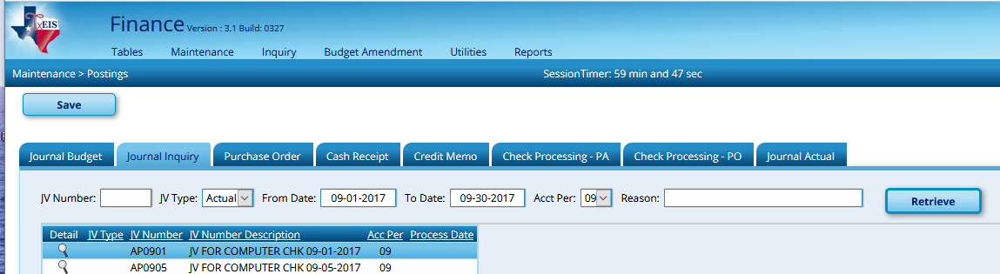 TxEIS
Finance Version : 3.1 Build: 0327
Tables Maintenance Inquiry Budget Amendment Utilities Reports
Maintenance > Postings SessionTimer: 59 min and 47 sec
Save
Journal Budget Journal Inquiry Purchase Order Cash Receipt Credit Memo Check Processing - PA Check Processing - PO Journal Actual
JV Number: JV Type: Actual From Date: 09-01-2017 To Date: 09-30-2017 Acct Per: 09 Reason: Retrieve
Detail JV Type JV Number JV Number Description Acc Per Process Date
AP0901 JV FOR COMPUTER CHK 09-01-2017 09
AP0905 JV FOR COMPUTER CHK 09-05-2017 09